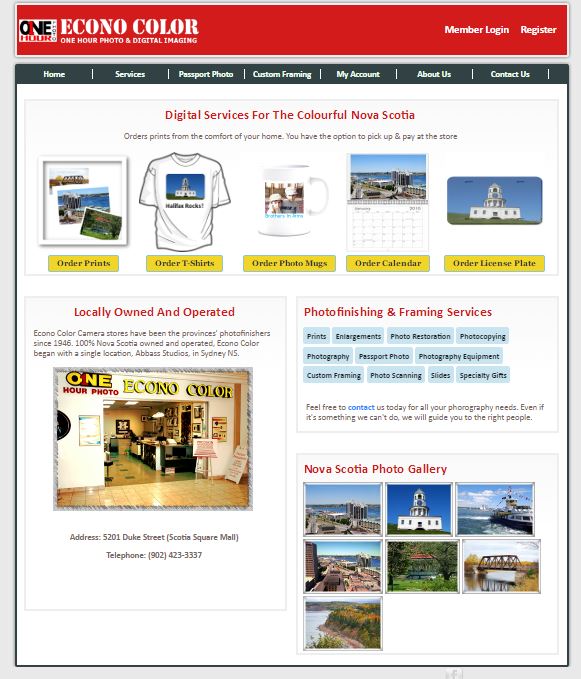 ONE HOUR PHOTO
ECONO COLOR
ONE HOUR PHOTO & DIGITAL IMAGING
Member Login Register
Home Services Passport Photo Custom Framing My Account About Us Contact Us
Digital Services For The Colourful Nova Scotia
Orders prints from the comfort of your home. You have the option to pick up & pay at the store
Halifax Rocks!
Brothers In Arms
January 2010
Order Prints Order T-Shirts Order Photo Mugs Order Calendar Order License Plate
Locally Owned And Operated
Econo Color Camera stores have been the provinces' photofinishers
since 1946. 100% Nova Scotia owned and operated, Econo Color
began with a single location, Abbass Studios, in Sydney NS.
ONE
HOUR PHOTO
ECONO COLOR
Address: 5201 Duke Street (Scotia Square Mall)
Telephone: (902) 423-3337
Photofinishing & Framing Services
Prints Enlargements Photo Restoration Photocopying
Photography Passport Photo Photography Equipment
Custom Framing Photo Scanning Slides Specialty Gifts
Feel free to contact us today for all your phorography needs. Even if
it's something we can't do, we will guide you to the right people.
Nova Scotia Photo Gallery